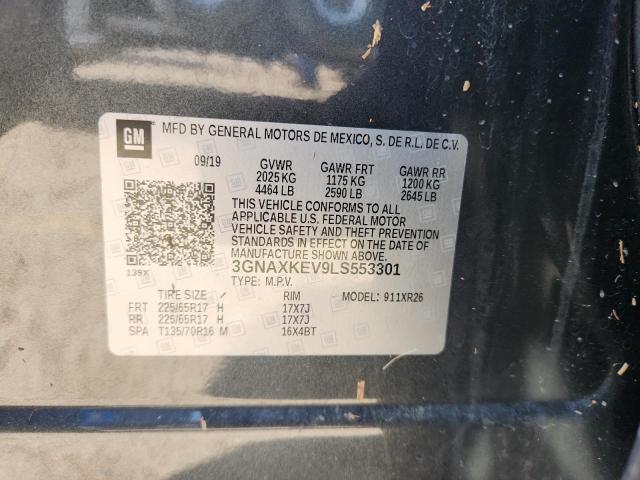 GM MFD BY GENERAL MOTORS DE MEXICO, S. DE R.L. DE C.V.
09/19 GVWR GAWR FRT GAWR RR
2025 KG 1175 KG 1200 KG
4464 LB 2590 LB 2645 LB
THIS VEHICLE CONFORMS TO ALL
APPLICABLE U.S. FEDERAL MOTOR
VEHICLE SAFETY AND THEFT PREVENTION
STANDARDS IN EFFECT ON THE DATE OF
MANUFACTURE SHOWN ABOVE.
139X 3GNAXKEV9LS553301
TYPE: M.P.V.
TIRE SIZE RIM MODEL: 911XR26
FRT 225/65R17 H 17X7J
RR 225/65R17 H 17X7J
SPA T135/70R16 M 16X4BT